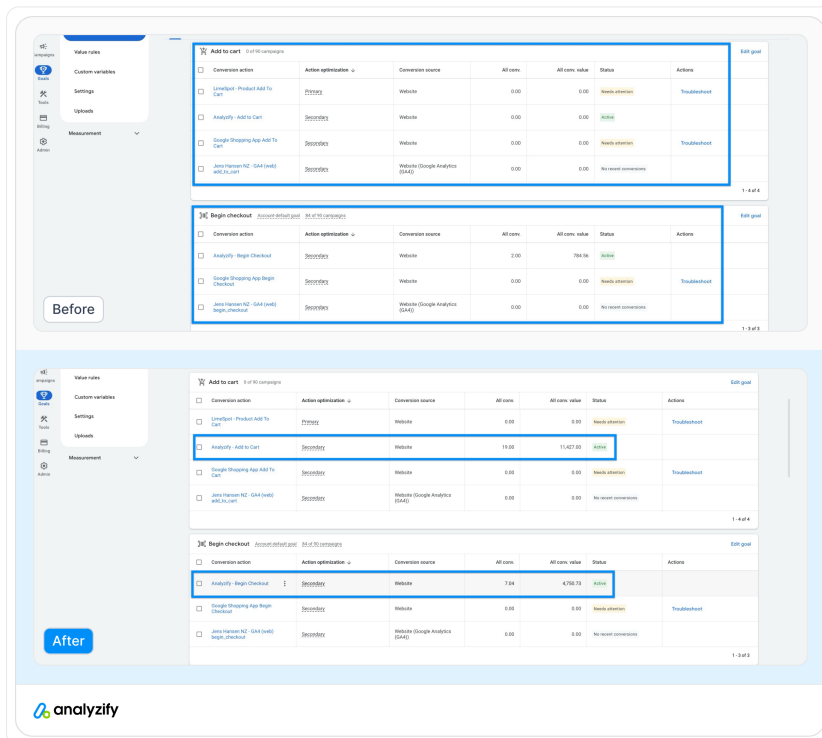 Campaigns
Goals
Tools
Billing
Admin
Value rules
Custom variables
Settings
Uploads
Measurement
Add to cart 0 of 90 campaigns Edit goal
Conversion action Action optimization Conversion source All conv. All conv. value Status Actions
LimeSpot - Product Add To Cart Primary Website 0.00 0.00 Needs attention Troubleshoot
Analyzify - Add to Cart Secondary Website 0.00 0.00 Active
Google Shopping App Add To Cart Secondary Website 0.00 0.00 Needs attention Troubleshoot
Jens Hansen NZ - GA4 (web) add_to_cart Secondary Website (Google Analytics (GA4)) 0.00 0.00 No recent conversions
1 - 4 of 4
Begin checkout Account-default goal 84 of 90 campaigns Edit goal
Conversion action Action optimization Conversion source All conv. All conv. value Status Actions
Analyzify - Begin Checkout Secondary Website 2.00 784.56 Active
Google Shopping App Begin Checkout Secondary Website 0.00 0.00 Needs attention Troubleshoot
Jens Hansen NZ - GA4 (web) begin_checkout Secondary Website (Google Analytics (GA4)) 0.00 0.00 No recent conversions
1 - 3 of 3
Before
Campaigns
Goals
Tools
Billing
Admin
Value rules
Custom variables
Settings
Uploads
Measurement
Add to cart 0 of 90 campaigns Edit goal
Conversion action Action optimization Conversion source All conv. All conv. value Status Actions
LimeSpot - Product Add To Cart Primary Website 0.00 0.00 Needs attention Troubleshoot
Analyzify - Add to Cart Secondary Website 19.00 11,427.00 Active
Google Shopping App Add To Cart Secondary Website 0.00 0.00 Needs attention Troubleshoot
Jens Hansen NZ - GA4 (web) add_to_cart Secondary Website (Google Analytics (GA4)) 0.00 0.00 No recent conversions
1 - 4 of 4
Begin checkout Account-default goal 84 of 90 campaigns Edit goal
Conversion action Action optimization Conversion source All conv. All conv. value Status Actions
Analyzify - Begin Checkout Secondary Website 7.04 4,750.73 Active
Google Shopping App Begin Checkout Secondary Website 0.00 0.00 Needs attention Troubleshoot
Jens Hansen NZ - GA4 (web) begin_checkout Secondary Website (Google Analytics (GA4)) 0.00 0.00 No recent conversions
1 - 3 of 3
After
analyzify